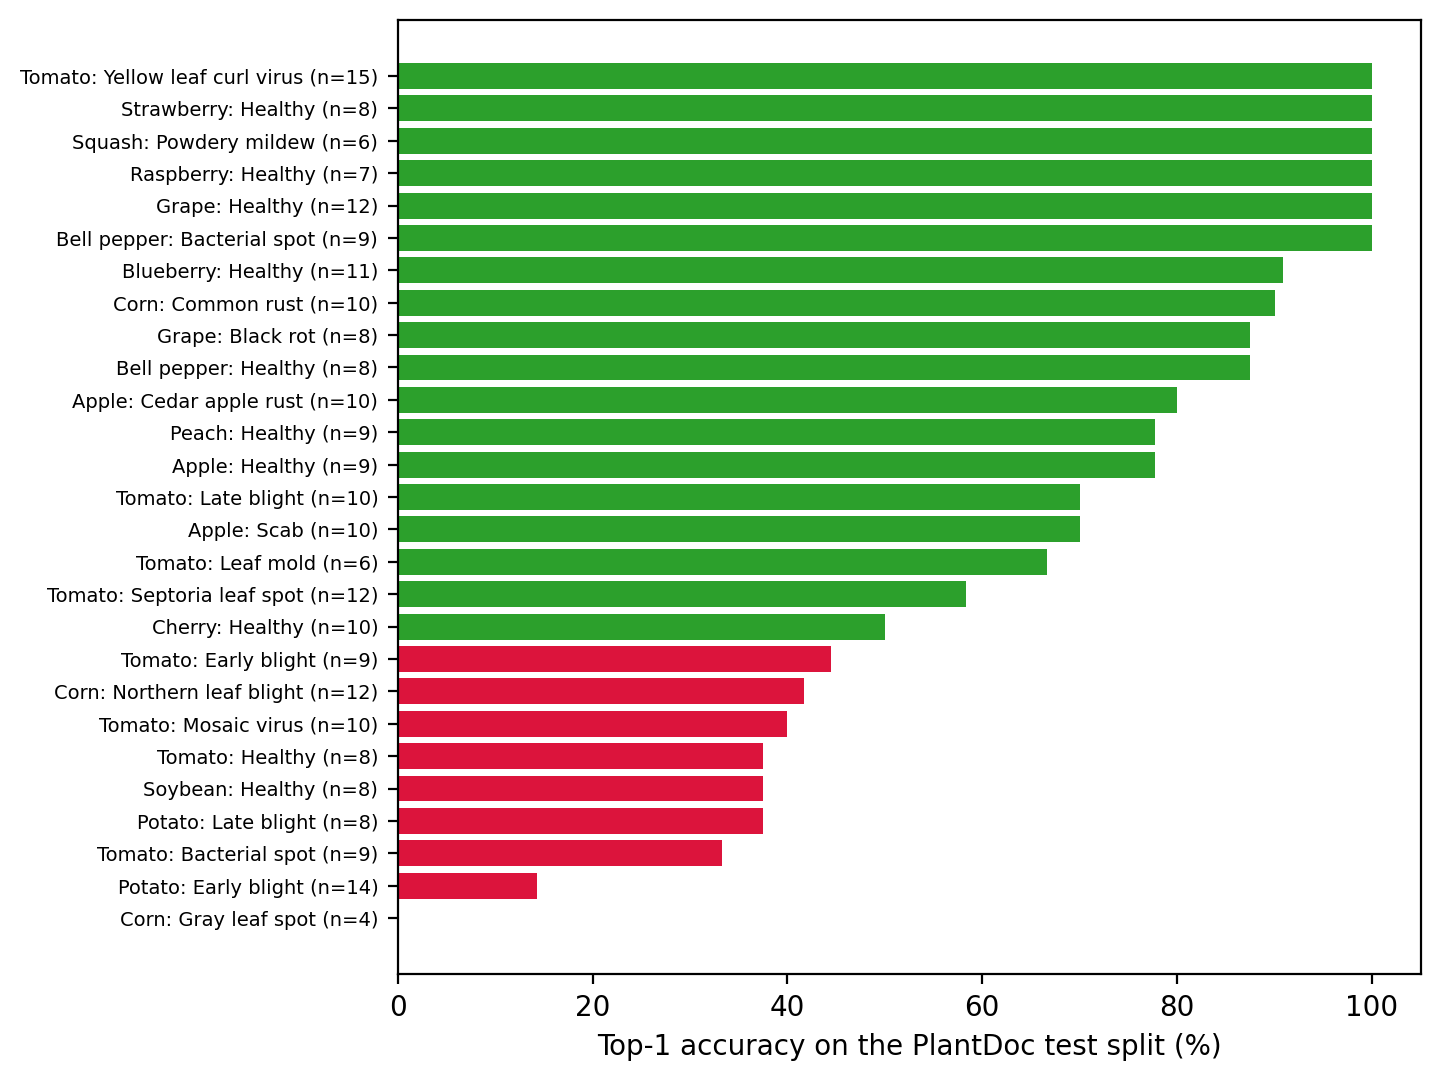 Tomato: Yellow leaf curl virus (n=15)
Strawberry: Healthy (n=8)
Squash: Powdery mildew (n=6)
Raspberry: Healthy (n=7)
Grape: Healthy (n=12)
Bell pepper: Bacterial spot (n=9)
Blueberry: Healthy (n=11)
Corn: Common rust (n=10)
Grape: Black rot (n=8)
Bell pepper: Healthy (n=8)
Apple: Cedar apple rust (n=10)
Peach: Healthy (n=9)
Apple: Healthy (n=9)
Tomato: Late blight (n=10)
Apple: Scab (n=10)
Tomato: Leaf mold (n=6)
Tomato: Septoria leaf spot (n=12)
Cherry: Healthy (n=10)
Tomato: Early blight (n=9)
Corn: Northern leaf blight (n=12)
Tomato: Mosaic virus (n=10)
Tomato: Healthy (n=8)
Soybean: Healthy (n=8)
Potato: Late blight (n=8)
Tomato: Bacterial spot (n=9)
Potato: Early blight (n=14)
Corn: Gray leaf spot (n=4)
0 20 40 60 80 100
Top-1 accuracy on the PlantDoc test split (%)